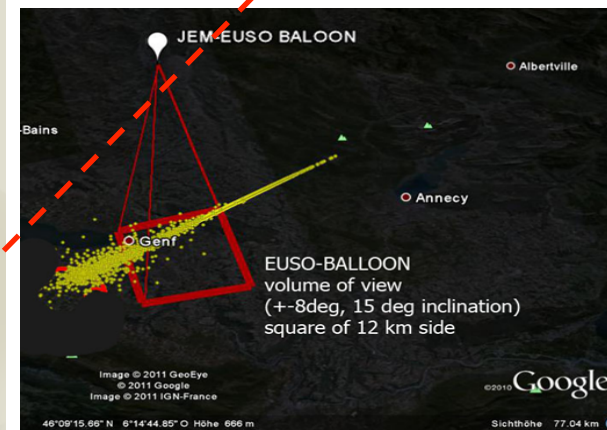 JEM-EUSO BALOON
Albertville
-Bains
Annecy
Genf
EUSO-BALLOON
volume of view
(+-8deg, 15 deg inclination)
square of 12 km side
Image © 2011 GeoEye
© 2011 Google
Image © 2011 IGN-France
©2010 Google
46°09'15.66" N 6°14'44.85" O Höhe 666 m
Sichthöhe 77.04 km